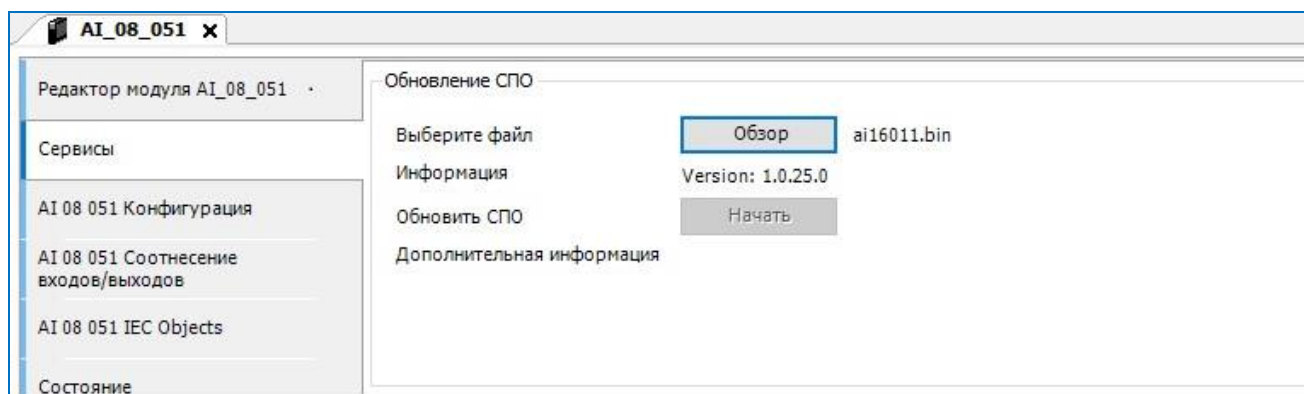 AI_08_051 x
Редактор модуля AI_08_051
Обновление СПО
Выберите файл
Обзор
ai16011.bin
Сервисы
Информация
Version: 1.0.25.0
AI 08 051 Конфигурация
Обновить СПО
Начать
AI 08 051 Соотнесение
входов/выходов
Дополнительная информация
AI 08 051 IEC Objects
Состояние